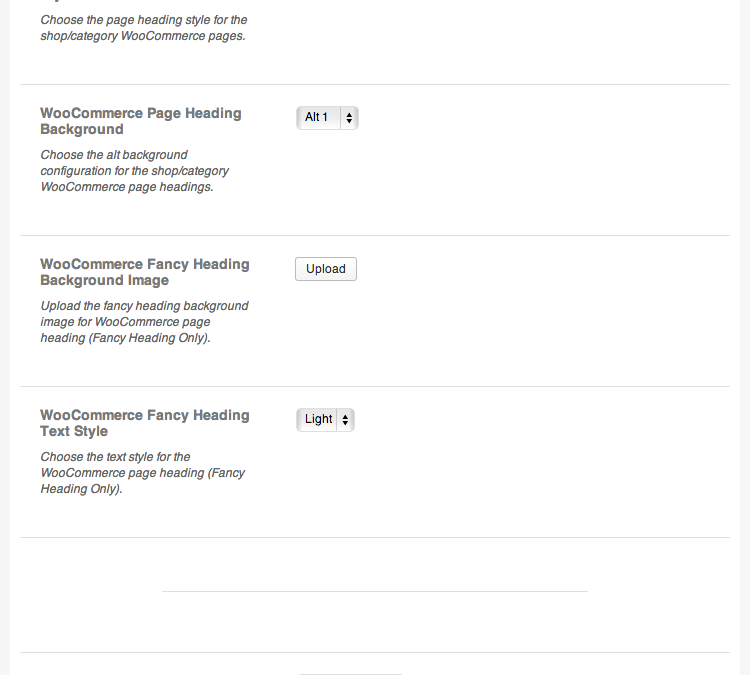 Choose the page heading style for the
shop/category WooCommerce pages.
WooCommerce Page Heading
Background
Alt 1
Choose the alt background
configuration for the shop/category
WooCommerce page headings.
WooCommerce Fancy Heading
Background Image
Upload
Upload the fancy heading background
image for WooCommerce page
heading (Fancy Heading Only).
WooCommerce Fancy Heading
Text Style
Light
Choose the text style for the
WooCommerce page heading (Fancy
Heading Only).